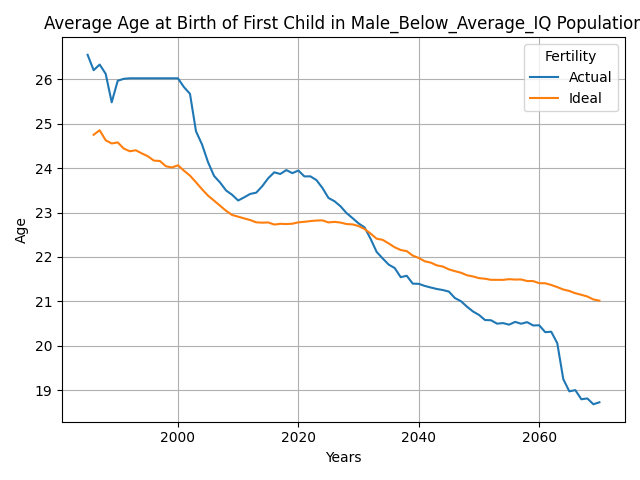 Average Age at Birth of First Child in Male_Below_Average_IQ Population
Fertility
Actual
Ideal
26
25
24
23
22
21
20
19
Age
2000
2020
2040
2060
Years